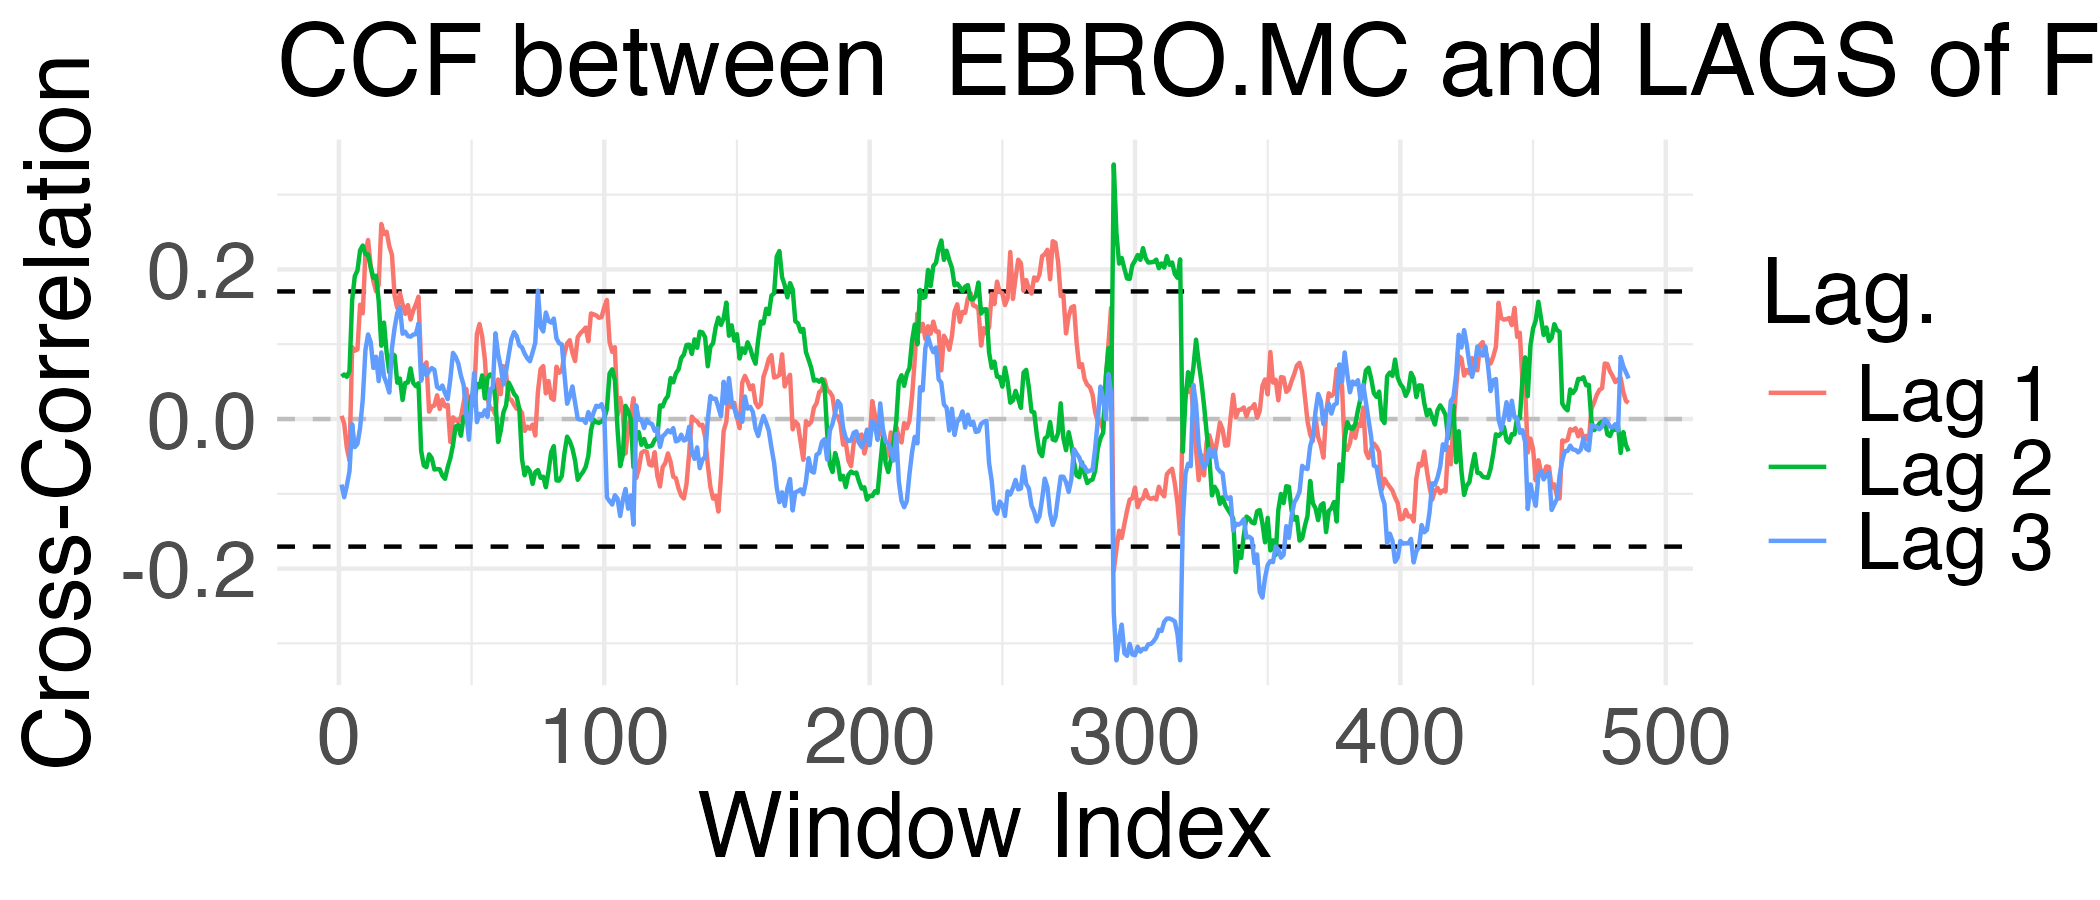 CCF between  EBRO.MC and LAGS of F
Cross-Correlation
0.2
0.0
-0.2
0
100
200
300
400
500
Window Index
Lag.
Lag 1
Lag 2
Lag 3